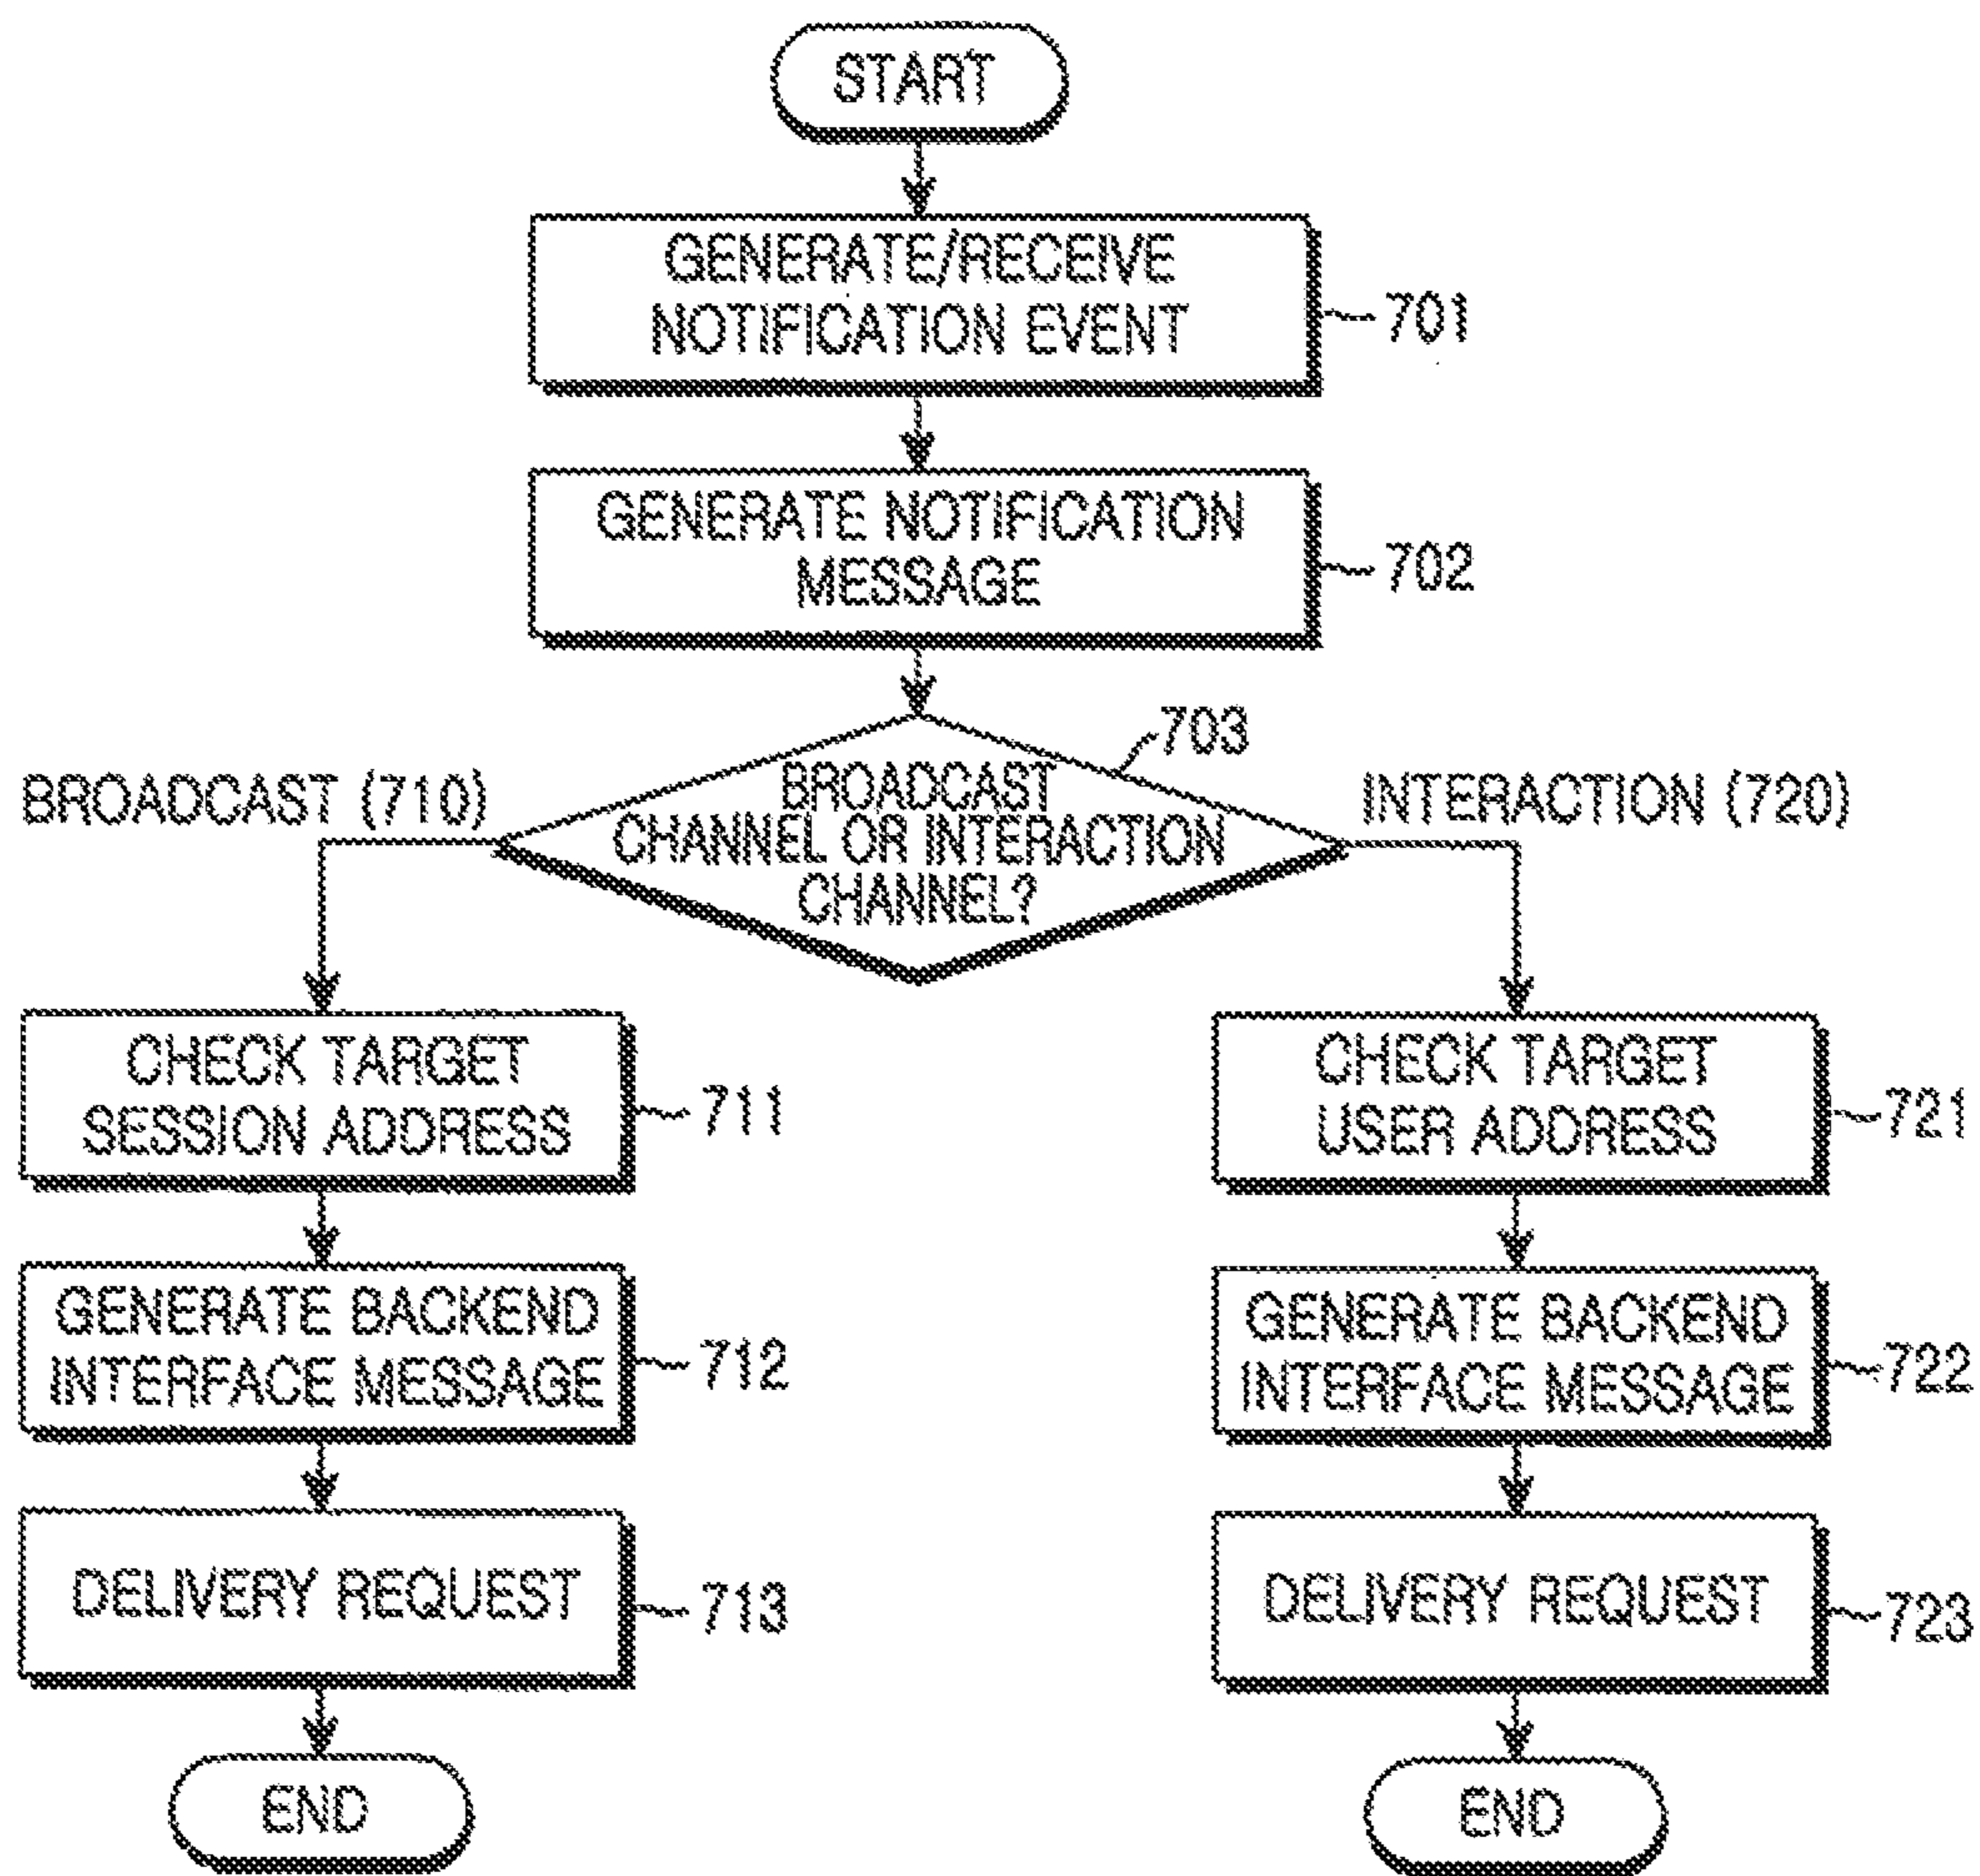 START
GENERATE/RECEIVE
NOTIFICATION EVENT
701
GENERATE NOTIFICATION
MESSAGE
702
703
BROADCAST
CHANNEL OR INTERACTION
CHANNEL?
BROADCAST (710)
INTERACTION (720)
CHECK TARGET
SESSION ADDRESS
711
GENERATE BACKEND
INTERFACE MESSAGE
712
DELIVERY REQUEST
713
END
CHECK TARGET
USER ADDRESS
721
GENERATE BACKEND
INTERFACE MESSAGE
722
DELIVERY REQUEST
723
END